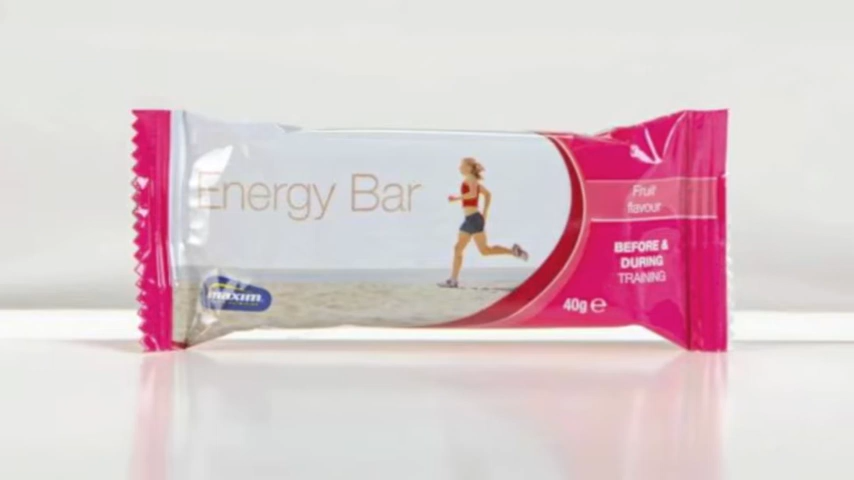 Energy Bar
maxim
Fruit
flavour
BEFORE &
DURING
TRAINING
40g e